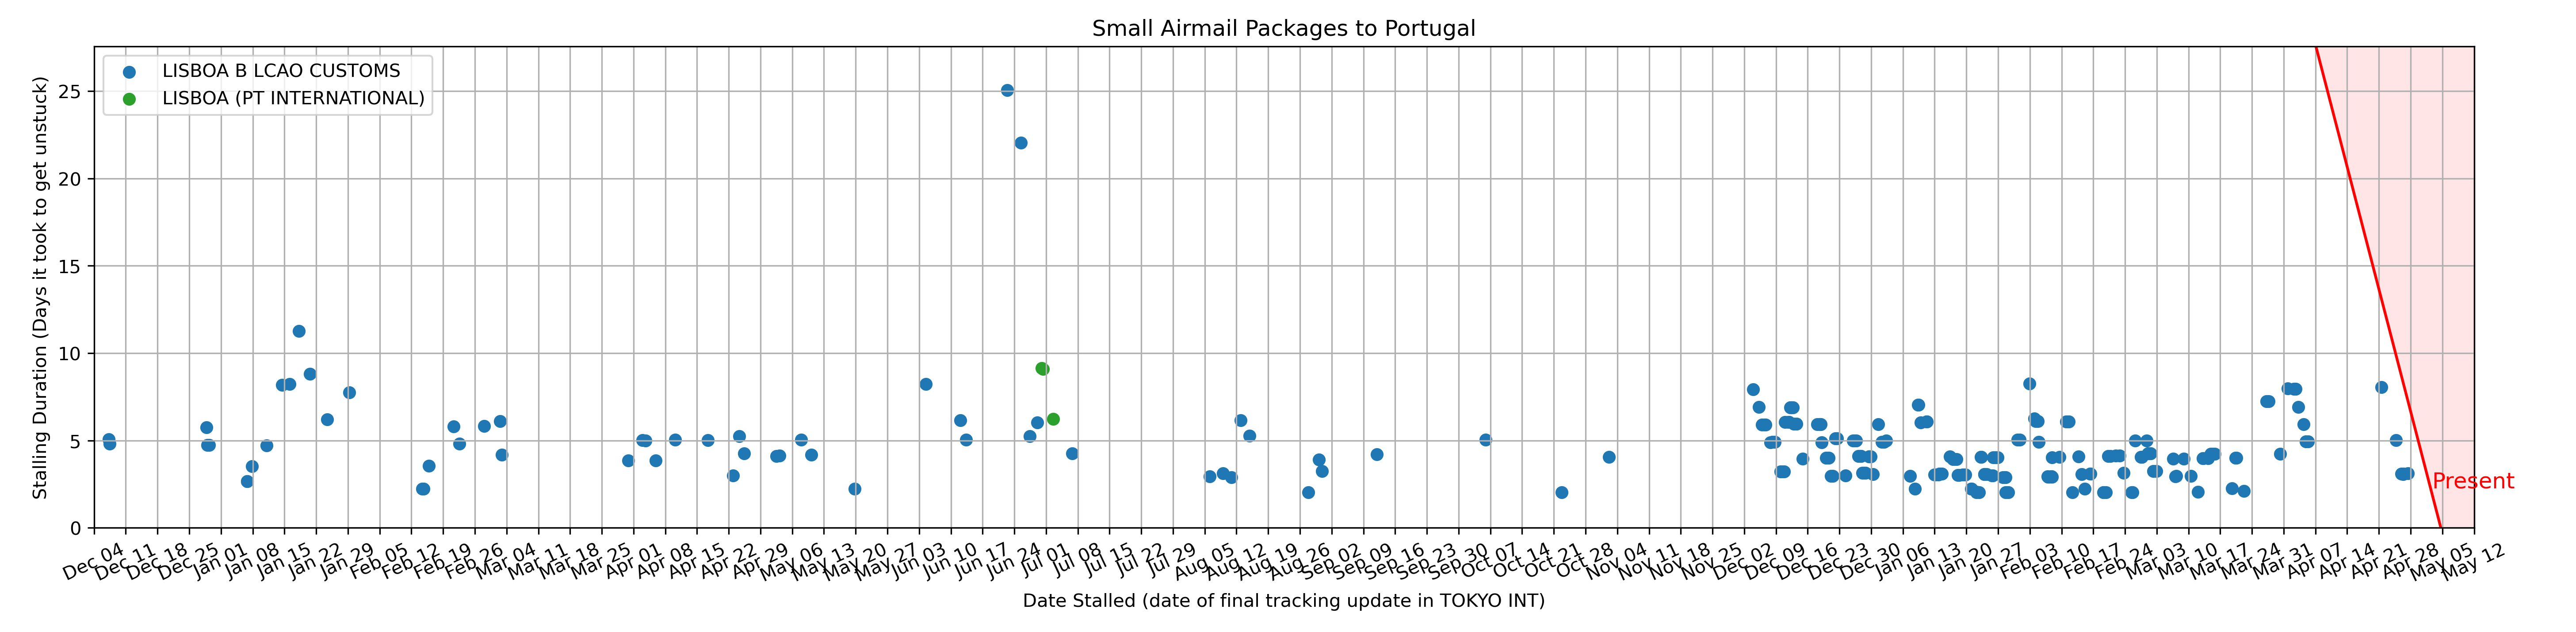 Small Airmail Packages to Portugal
LISBOA B LCAO CUSTOMS
LISBOA (PT INTERNATIONAL)
Stalling Duration (Days it took to get unstuck)
25
20
15
10
5
0
Present
Dec 04
Dec 11
Dec 18
Dec 25
Jan 01
Jan 08
Jan 15
Jan 22
Jan 29
Feb 05
Feb 12
Feb 19
Feb 26
Mar 04
Mar 11
Mar 18
Mar 25
Apr 01
Apr 08
Apr 15
Apr 22
Apr 29
May 06
May 13
May 20
May 27
Jun 03
Jun 10
Jun 17
Jun 24
Jul 01
Jul 08
Jul 15
Jul 22
Jul 29
Aug 05
Aug 12
Aug 19
Aug 26
Sep 02
Sep 09
Sep 16
Sep 23
Sep 30
Oct 07
Oct 14
Oct 21
Oct 28
Nov 04
Nov 11
Nov 18
Nov 25
Dec 02
Dec 09
Dec 16
Dec 23
Dec 30
Jan 06
Jan 13
Jan 20
Jan 27
Feb 03
Feb 10
Feb 17
Feb 24
Mar 03
Mar 10
Mar 17
Mar 24
Mar 31
Apr 07
Apr 14
Apr 21
Apr 28
May 05
May 12
Date Stalled (date of final tracking update in TOKYO INT)